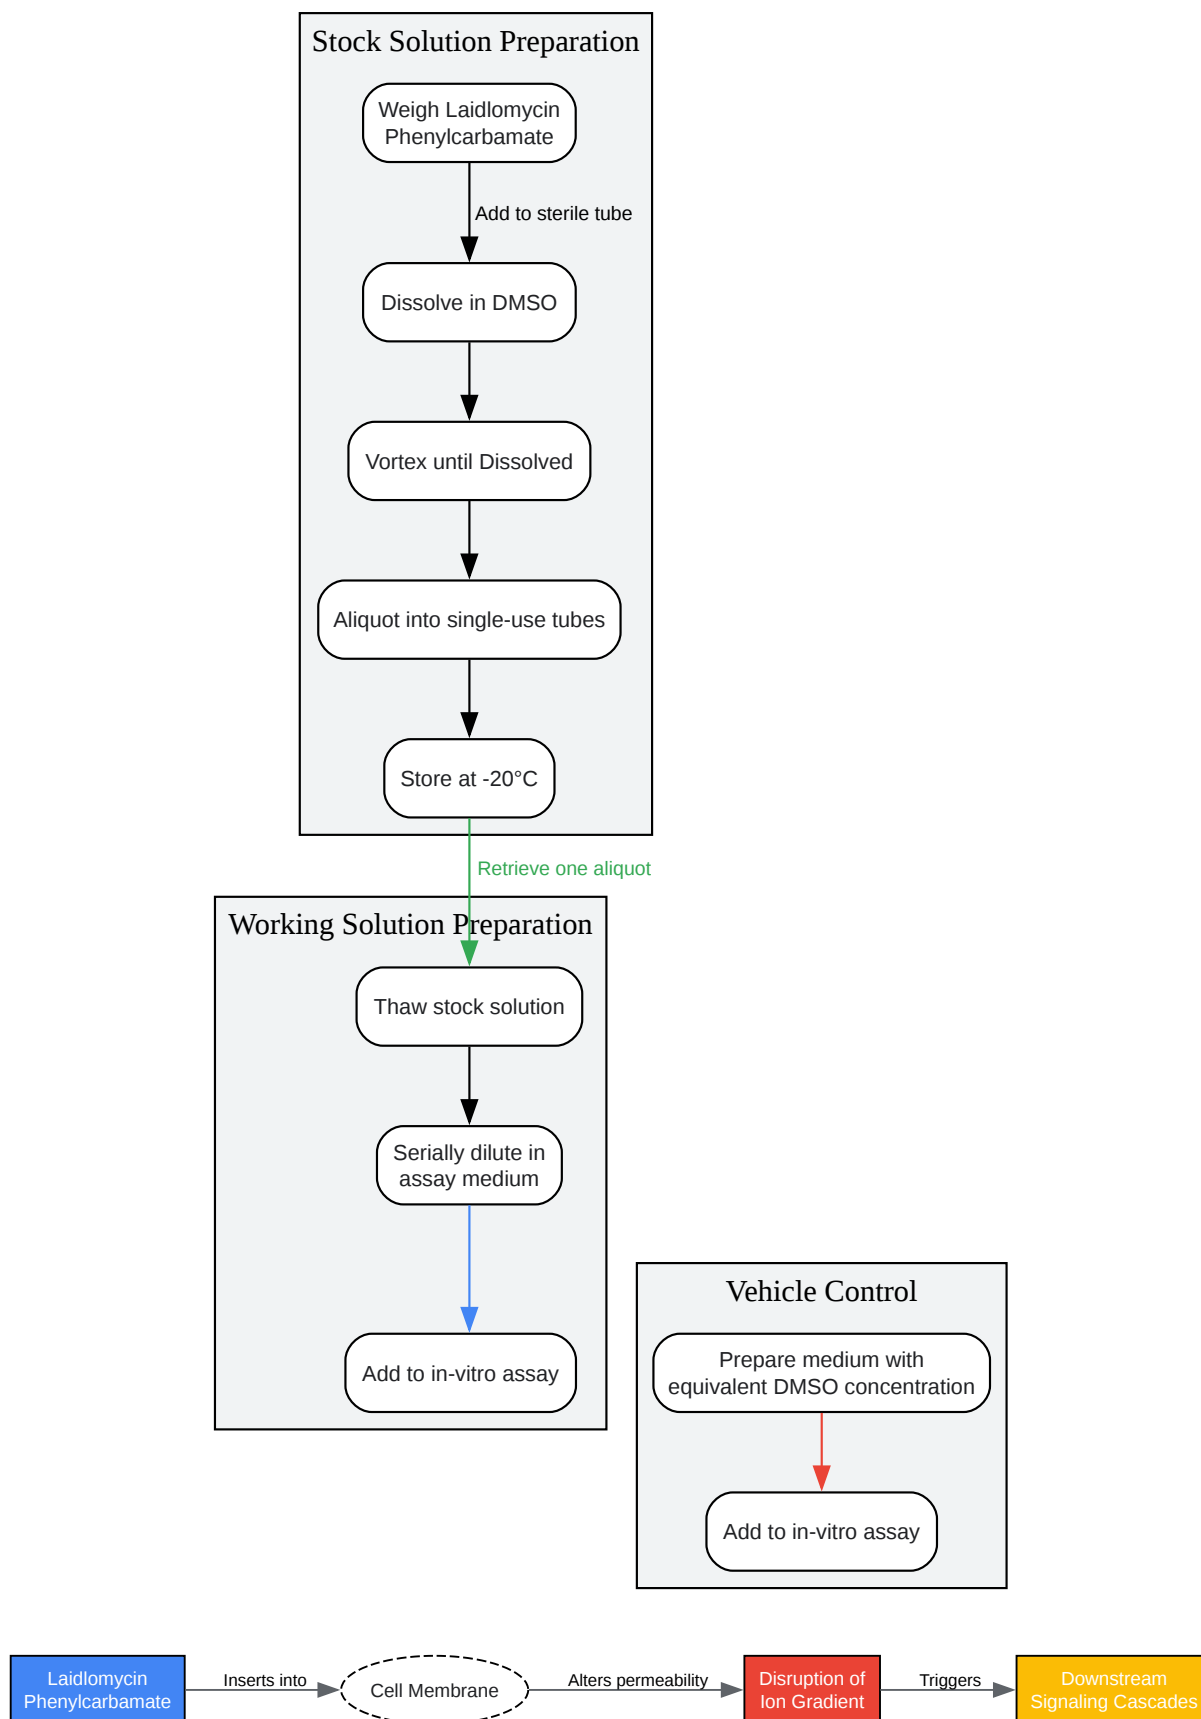 Stock Solution Preparation
Weigh Laidlomycin
Phenylcarbamate
Add to sterile tube
Dissolve in DMSO
Vortex until Dissolved
Aliquot into single-use tubes
Store at -20°C
Retrieve one aliquot
Working Solution Preparation
Thaw stock solution
Serially dilute in
assay medium
Add to in-vitro assay
Vehicle Control
Prepare medium with
equivalent DMSO concentration
Add to in-vitro assay
Laidlomycin
Phenylcarbamate
Inserts into
Cell Membrane
Alters permeability
Disruption of
Ion Gradient
Triggers
Downstream
Signaling Cascades